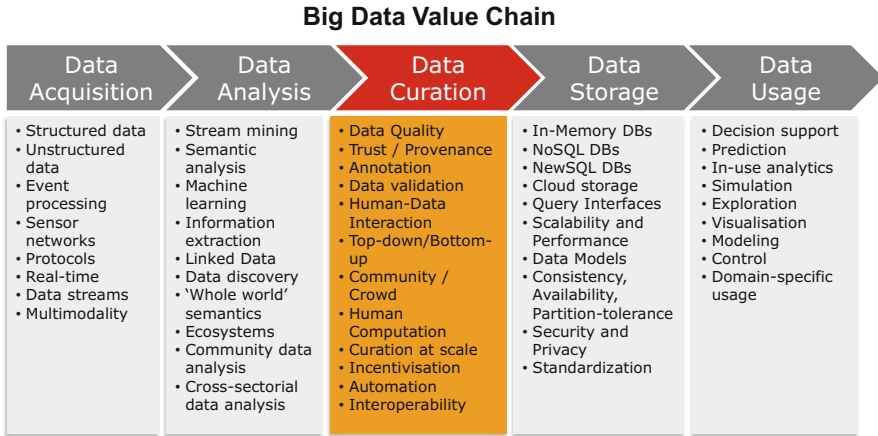 Big Data Value Chain
Data
Acquisition
Data
Analysis
Data
Curation
Data
Storage
Data
Usage
• Structured data
• Unstructured
data
• Event
processing
• Sensor
networks
• Protocols
• Real-time
• Data streams
• Multimodality
• Stream mining
• Semantic
analysis
• Machine
learning
• Information
extraction
• Linked Data
• Data discovery
• ‘Whole world’
semantics
• Ecosystems
• Community data
analysis
• Cross-sectorial
data analysis
• Data Quality
• Trust / Provenance
• Annotation
• Data validation
• Human-Data
Interaction
• Top-down/Bottom-
up
• Community /
Crowd
• Human
Computation
• Curation at scale
• Incentivisation
• Automation
• Interoperability
• In-Memory DBs
• NoSQL DBs
• NewSQL DBs
• Cloud storage
• Query Interfaces
• Scalability and
Performance
• Data Models
• Consistency,
Availability,
Partition-tolerance
• Security and
Privacy
• Standardization
• Decision support
• Prediction
• In-use analytics
• Simulation
• Exploration
• Visualisation
• Modeling
• Control
• Domain-specific
usage